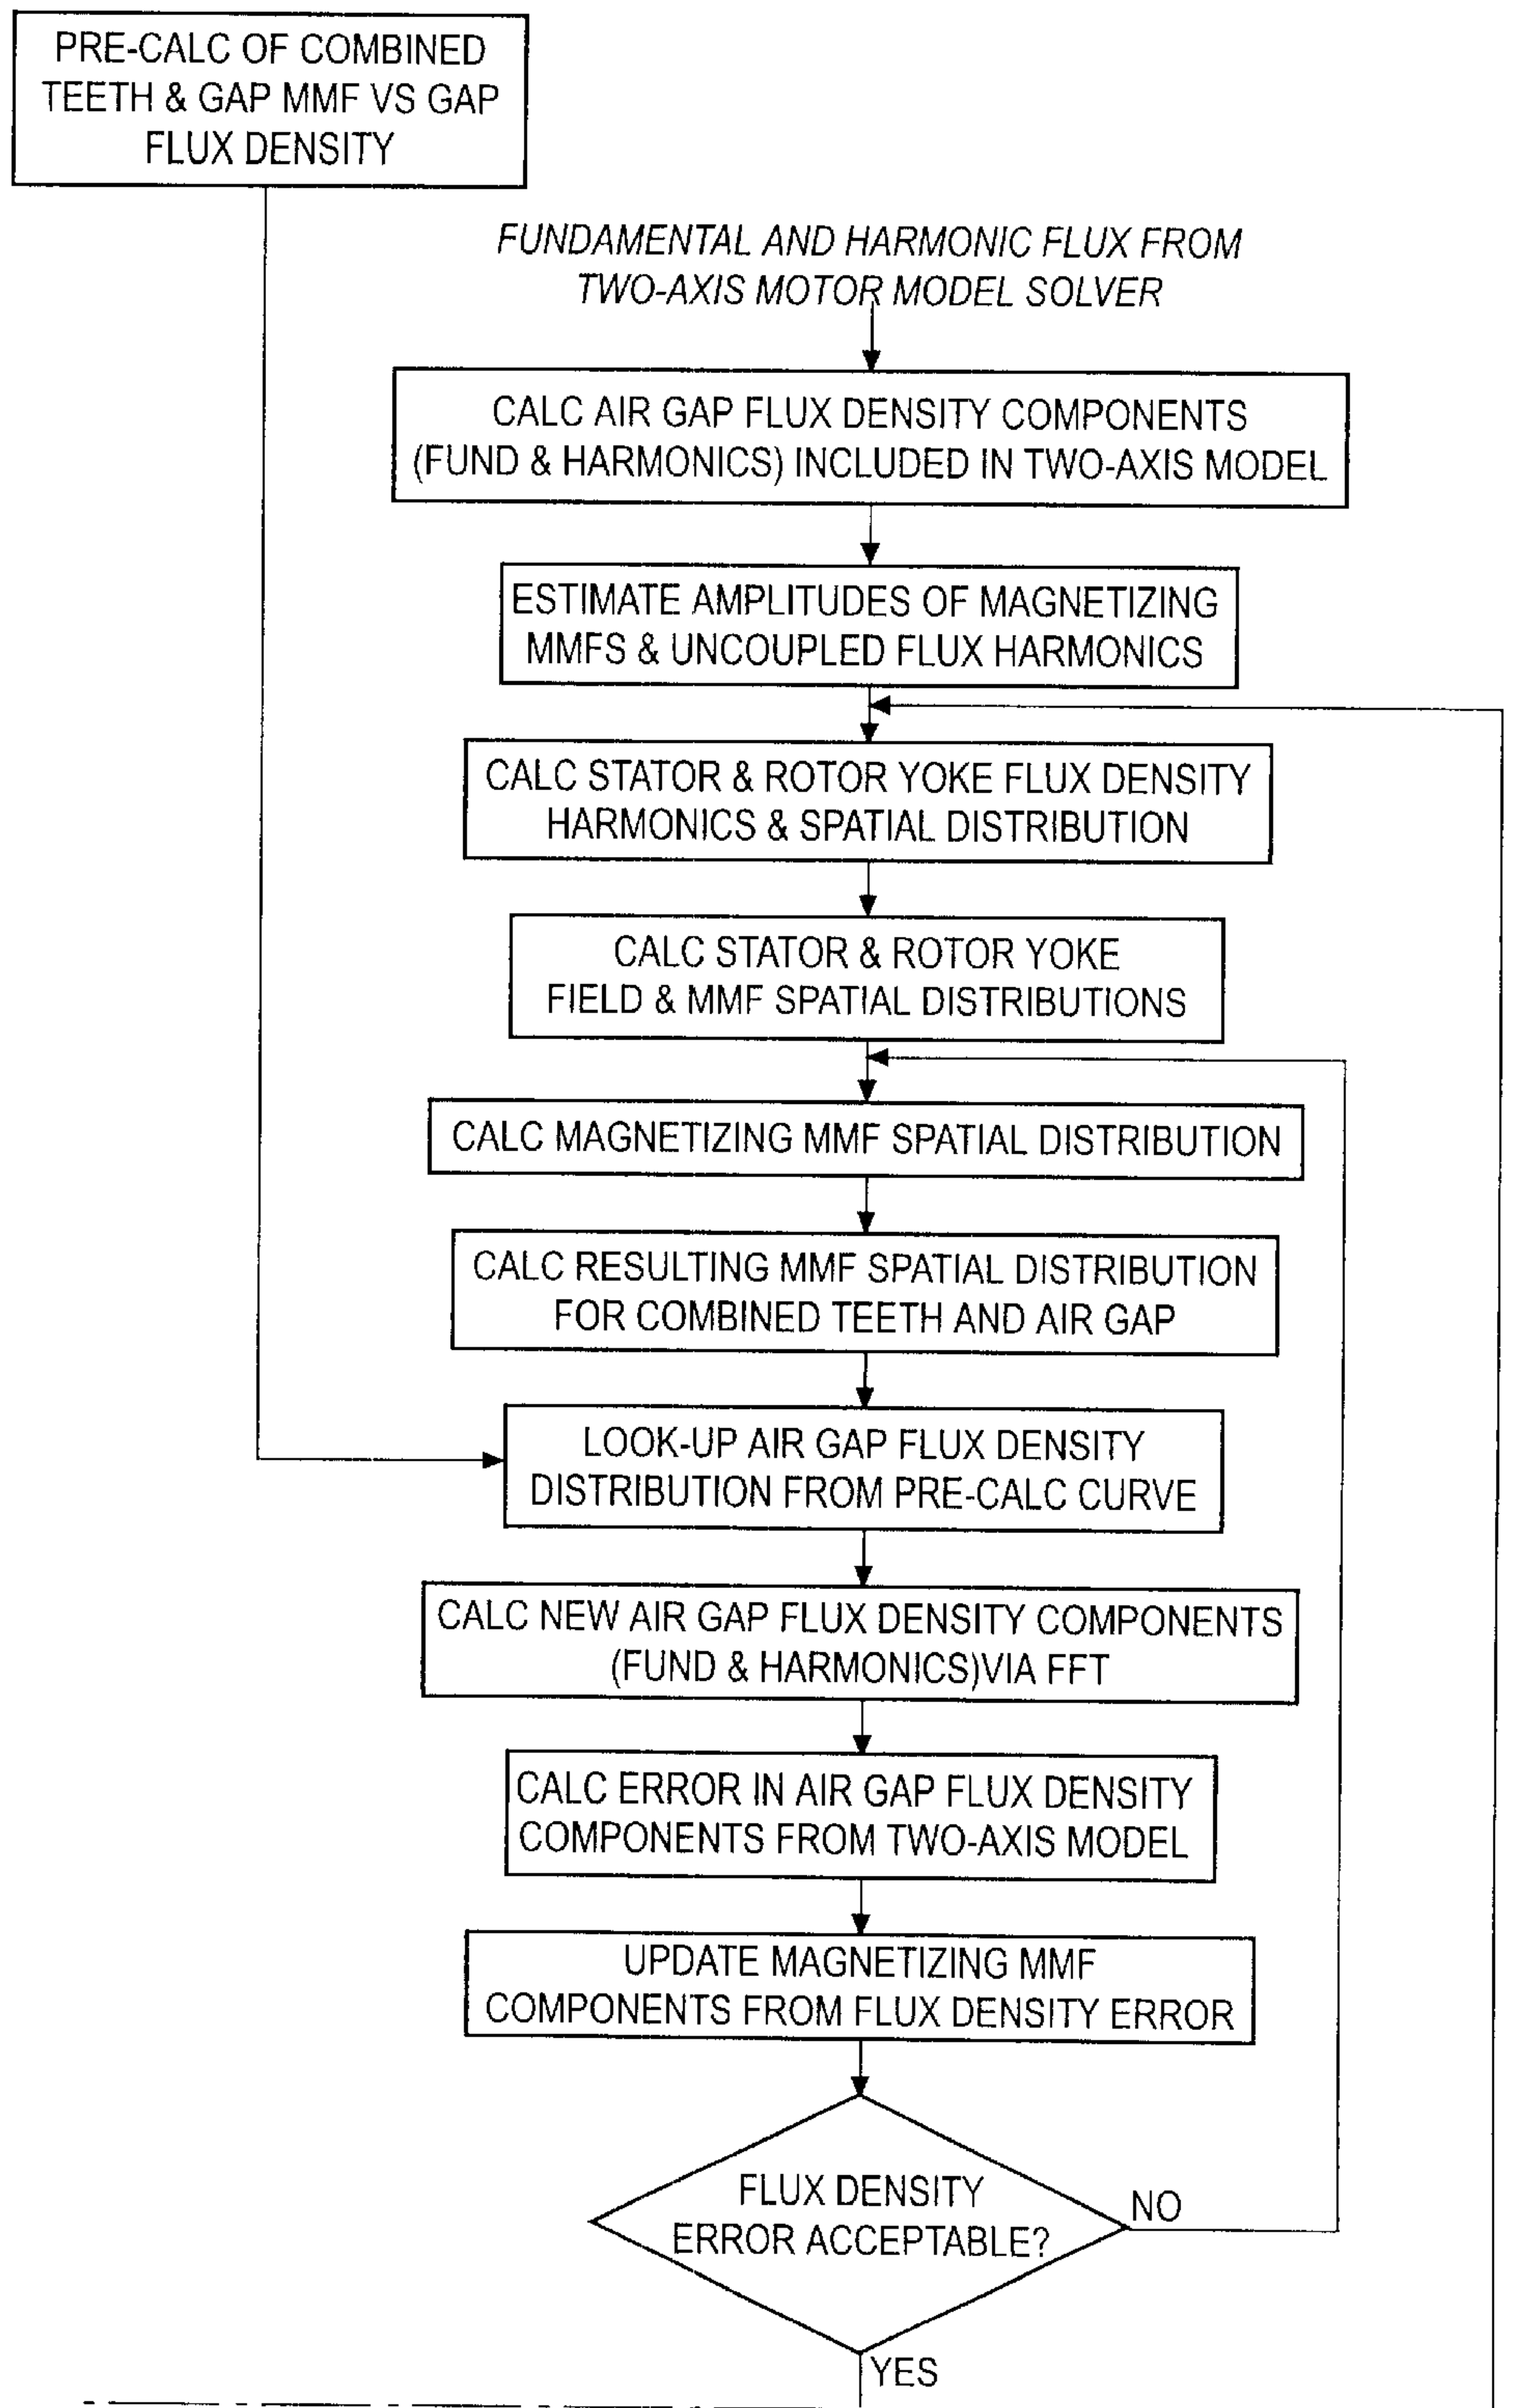 PRE-CALC OF COMBINED
TEETH & GAP MMF VS GAP
FLUX DENSITY
FUNDAMENTAL AND HARMONIC FLUX FROM
TWO-AXIS MOTOR MODEL SOLVER
CALC AIR GAP FLUX DENSITY COMPONENTS
(FUND & HARMONICS) INCLUDED IN TWO-AXIS MODEL
ESTIMATE AMPLITUDES OF MAGNETIZING
MMFS & UNCOUPLED FLUX HARMONICS
CALC STATOR & ROTOR YOKE FLUX DENSITY
HARMONICS & SPATIAL DISTRIBUTION
CALC STATOR & ROTOR YOKE
FIELD & MMF SPATIAL DISTRIBUTIONS
CALC MAGNETIZING MMF SPATIAL DISTRIBUTION
CALC RESULTING MMF SPATIAL DISTRIBUTION
FOR COMBINED TEETH AND AIR GAP
LOOK-UP AIR GAP FLUX DENSITY
DISTRIBUTION FROM PRE-CALC CURVE
CALC NEW AIR GAP FLUX DENSITY COMPONENTS
(FUND & HARMONICS)VIA FFT
CALC ERROR IN AIR GAP FLUX DENSITY
COMPONENTS FROM TWO-AXIS MODEL
UPDATE MAGNETIZING MMF
COMPONENTS FROM FLUX DENSITY ERROR
FLUX DENSITY
ERROR ACCEPTABLE?
NO
YES